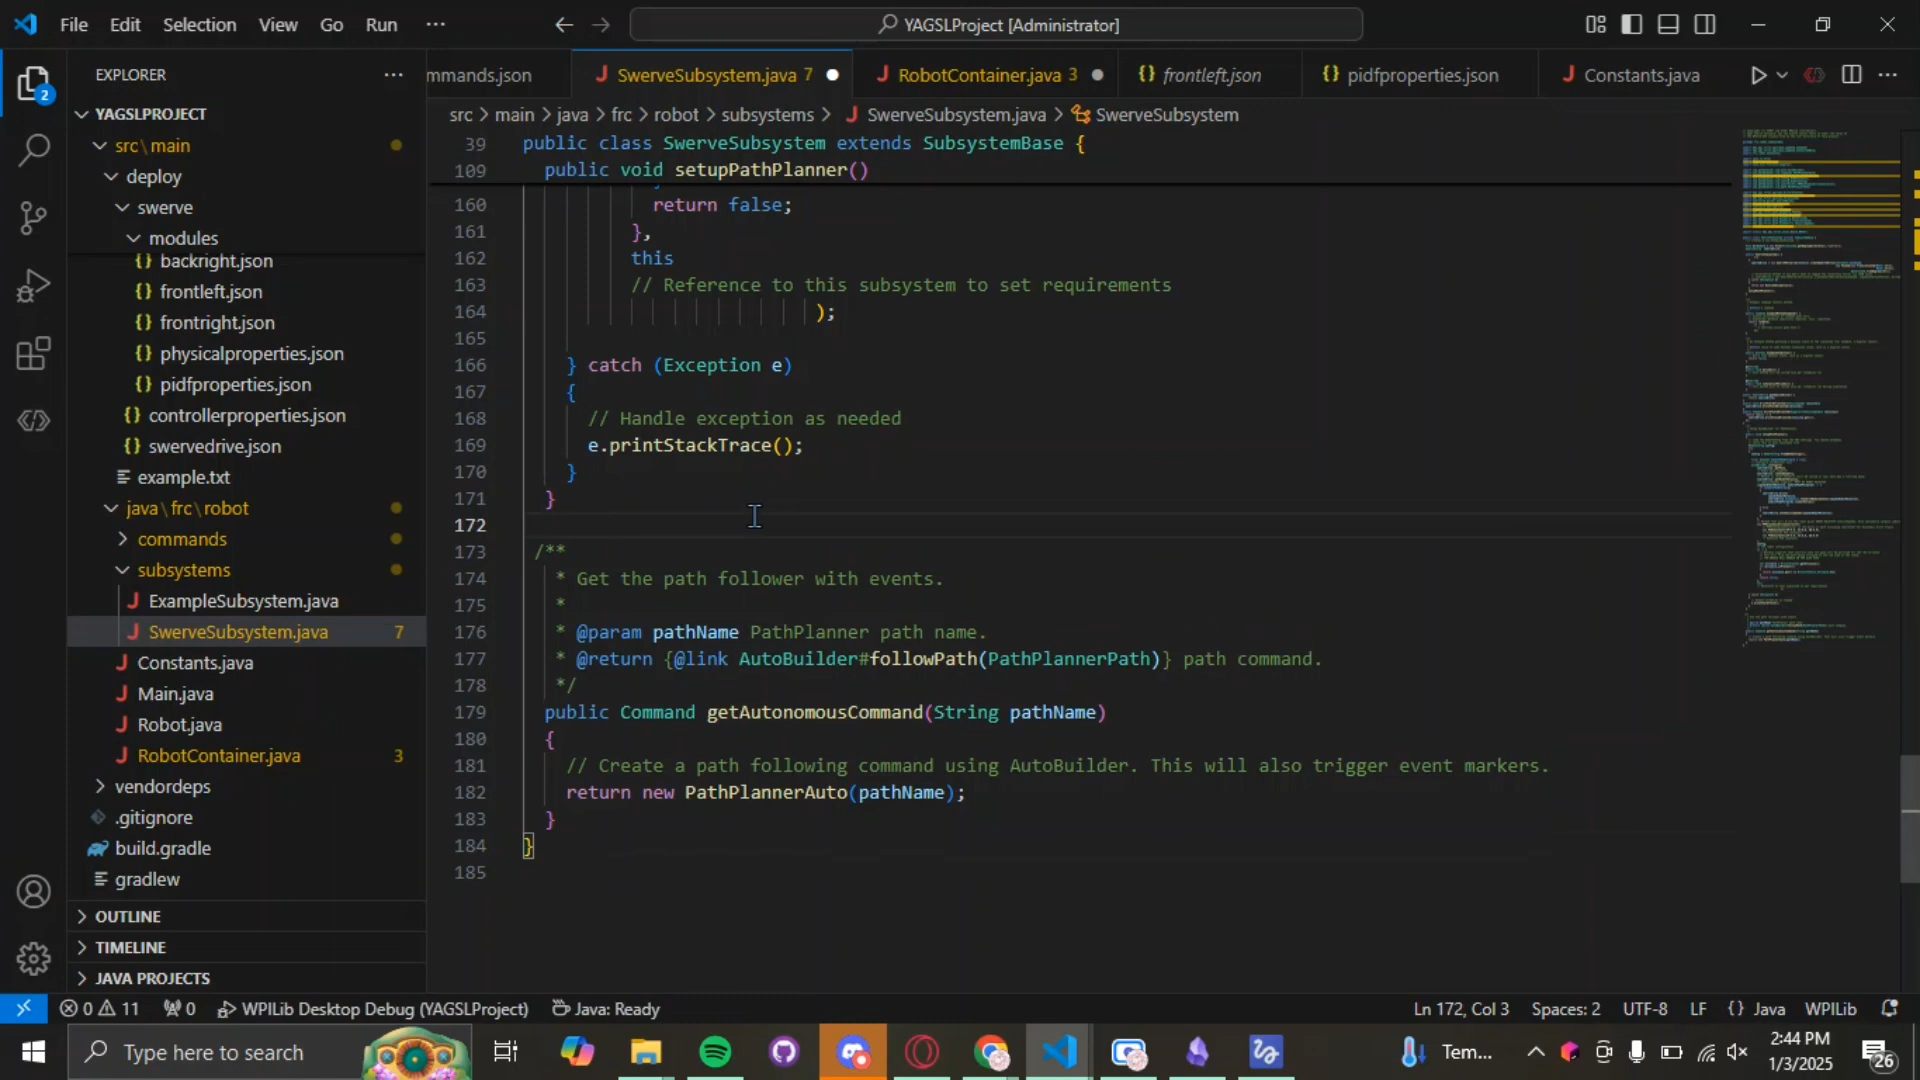 File Edit Selection View Go Run ··· YAGSLProject [Administrator]
EXPLORER ···
mmands.json SwerveSubsystem.java 7 RobotContainer.java 3 frontleft.json pidfproperties.json Constants.java
src > main > java > frc > robot > subsystems > SwerveSubsystem.java > SwerveSubsystem
YAGSLPROJECT
src\main
deploy
swerve
modules
backright.json
frontleft.json
frontright.json
physicalproperties.json
pidfproperties.json
controllerproperties.json
swervedrive.json
example.txt
java\frc\robot
commands
subsystems
ExampleSubsystem.java
SwerveSubsystem.java 7
Constants.java
Main.java
Robot.java
RobotContainer.java 3
vendordeps
.gitignore
build.gradle
gradlew
OUTLINE
TIMELINE
JAVA PROJECTS
2
39 public class SwerveSubsystem extends SubsystemBase {
109 public void setupPathPlanner()
160 return false;
161 },
162 this
163 // Reference to this subsystem to set requirements
164 );
165
166 } catch (Exception e)
167 {
168 // Handle exception as needed
169 e.printStackTrace();
170 }
171 }
172
173 /**
174 * Get the path follower with events.
175 *
176 * @param pathName PathPlanner path name.
177 * @return {@link AutoBuilder#followPath(PathPlannerPath)} path command.
178 */
179 public Command getAutonomousCommand(String pathName)
180 {
181 // Create a path following command using AutoBuilder. This will also trigger event markers.
182 return new PathPlannerAuto(pathName);
183 }
184 }
185
0 11 0 WPILib Desktop Debug (YAGSLProject) Java: Ready Ln 172, Col 3 Spaces: 2 UTF-8 LF {} Java WPILib
Type here to search Tem... 2:44 PM
1/3/2025 26